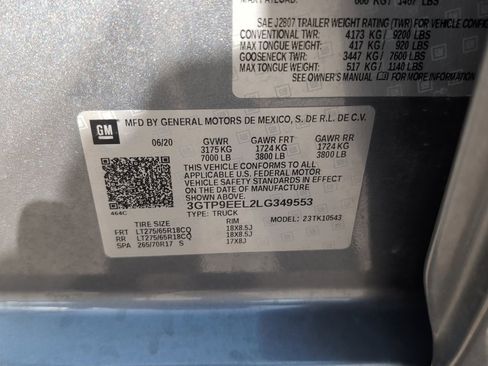 SAE J2807 TRAILER WEIGHT RATING (TWR) FOR VEHICLE
CONVENTIONAL TWR: 4173 KG / 9200 LBS
MAX TONGUE WEIGHT: 417 KG / 920 LBS
GOOSENECK TWR: 3447 KG / 7600 LBS
MAX TONGUE WEIGHT: 517 KG / 1140 LBS
SEE OWNER'S MANUAL FOR MORE
GM
MFD BY GENERAL MOTORS DE MEXICO, S. DE R.L. DE C.V.
06/20 GVWR GAWR FRT GAWR RR
3175 KG 1724 KG 1724 KG
7000 LB 3800 LB 3800 LB
THIS VEHICLE CONFORMS TO ALL
APPLICABLE U.S. FEDERAL MOTOR
VEHICLE SAFETY AND THEFT PREVENTION
STANDARDS IN EFFECT ON THE DATE OF
MANUFACTURE SHOWN ABOVE.
3GTP9EEL2LG349553
TYPE: TRUCK MODEL: 23TK10543
464C
TIRE SIZE RIM
FRT LT275/65R18CQ 18X8.5J
RR LT275/65R18CQ 18X8.5J
SPA 265/70R17 S 17X8J